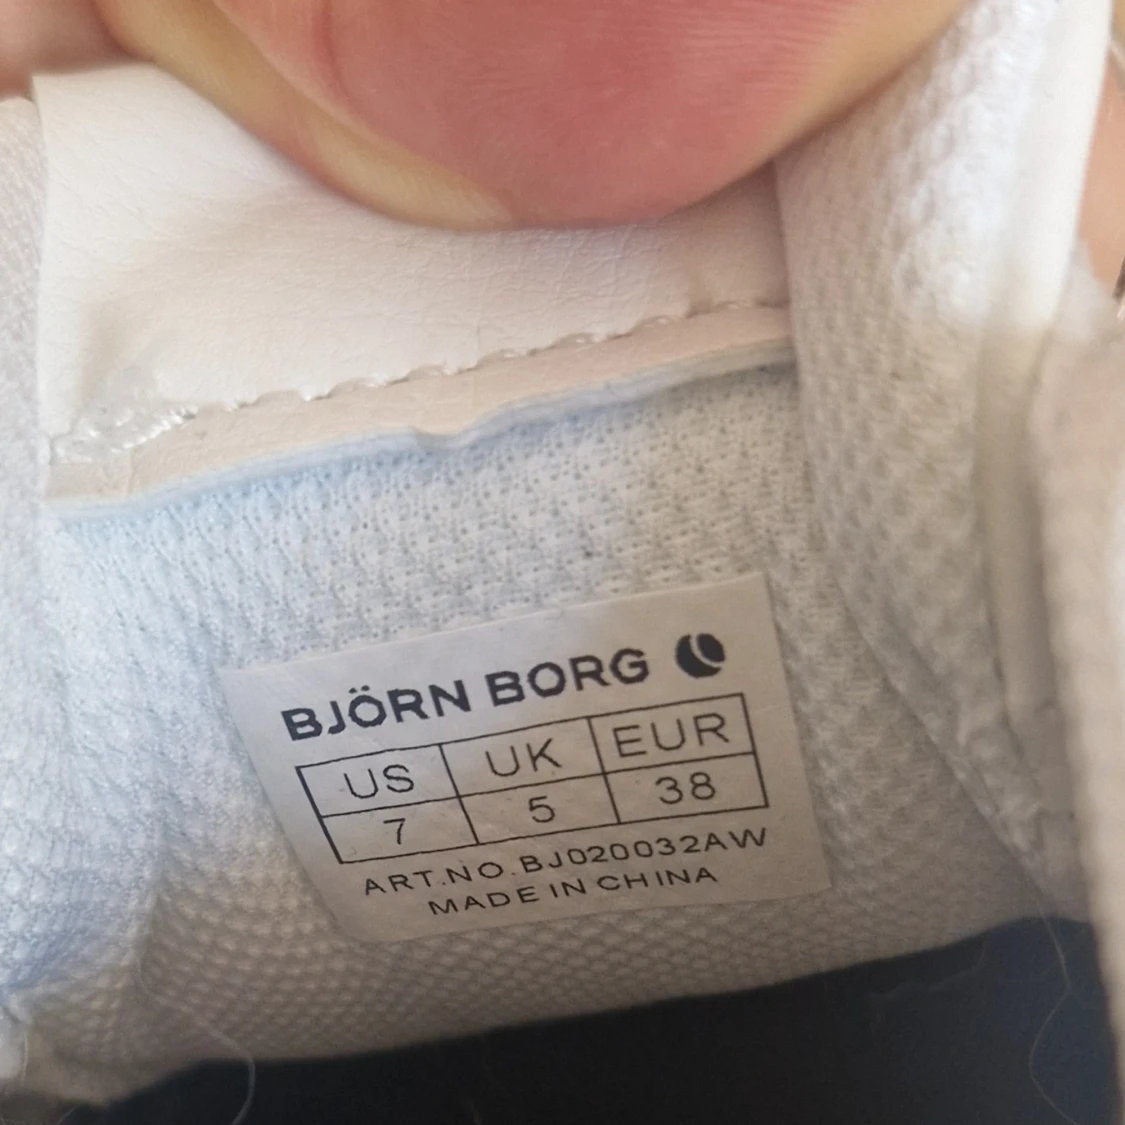 BJÖRN BORG
US UK EUR
7 5 38
ART.NO.BJ020032AW
MADE IN CHINA